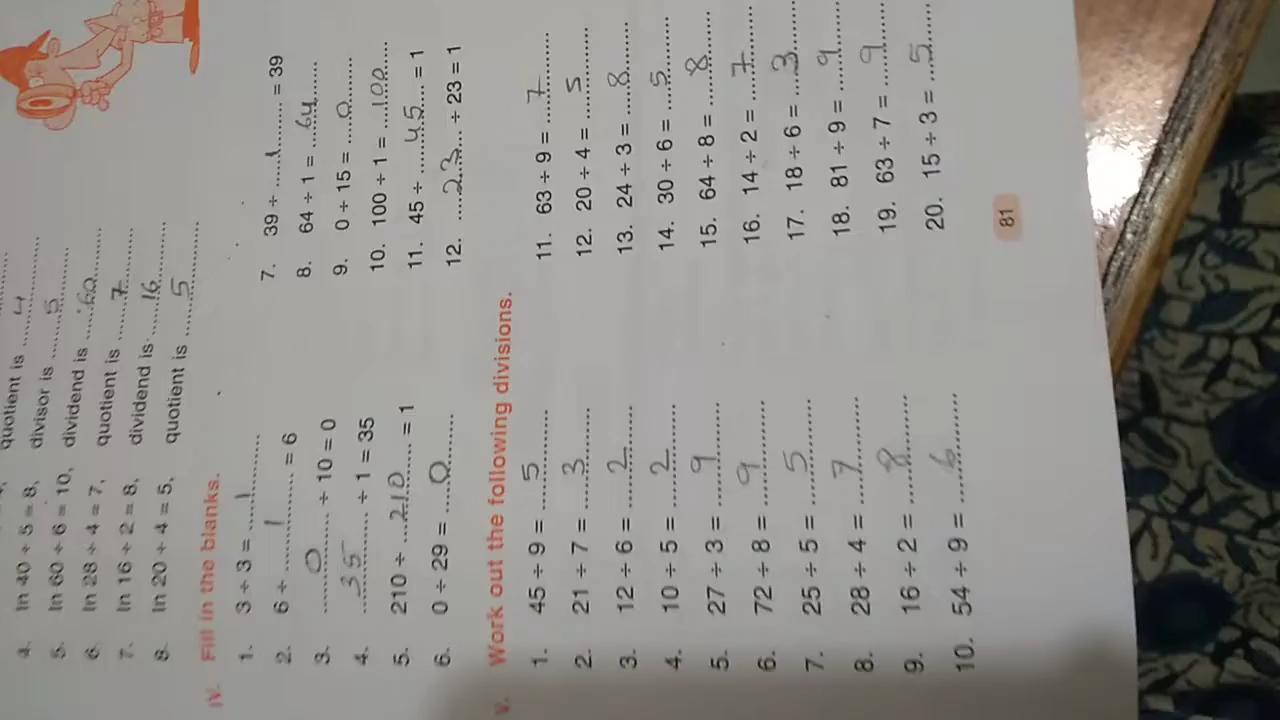 quotient is ......4......
4. In 40 ÷ 5 = 8, divisor is ......5......
5. In 60 ÷ 6 = 10, dividend is ......60......
6. In 28 ÷ 4 = 7, quotient is ......7......
7. In 16 ÷ 2 = 8, dividend is ......16......
8. In 20 ÷ 4 = 5, quotient is ......5......
IV. Fill in the blanks.
1. 3 ÷ 3 = ......1......
2. 6 ÷ ......1...... = 6
3. ......0...... ÷ 10 = 0
4. ......35...... ÷ 1 = 35
5. 210 ÷ ......210...... = 1
6. 0 ÷ 29 = ......0......
7. 39 ÷ ......1...... = 39
8. 64 ÷ 1 = ......64......
9. 0 ÷ 15 = ......0......
10. 100 ÷ 1 = ......100......
11. 45 ÷ ......45...... = 1
12. ......23...... ÷ 23 = 1
V. Work out the following divisions.
1. 45 ÷ 9 = ......5......
2. 21 ÷ 7 = ......3......
3. 12 ÷ 6 = ......2......
4. 10 ÷ 5 = ......2......
5. 27 ÷ 3 = ......9......
6. 72 ÷ 8 = ......9......
7. 25 ÷ 5 = ......5......
8. 28 ÷ 4 = ......7......
9. 16 ÷ 2 = ......8......
10. 54 ÷ 9 = ......6......
11. 63 ÷ 9 = ......7......
12. 20 ÷ 4 = ......5......
13. 24 ÷ 3 = ......8......
14. 30 ÷ 6 = ......5......
15. 64 ÷ 8 = ......8......
16. 14 ÷ 2 = ......7......
17. 18 ÷ 6 = ......3......
18. 81 ÷ 9 = ......9......
19. 63 ÷ 7 = ......9......
20. 15 ÷ 3 = ......5......
81